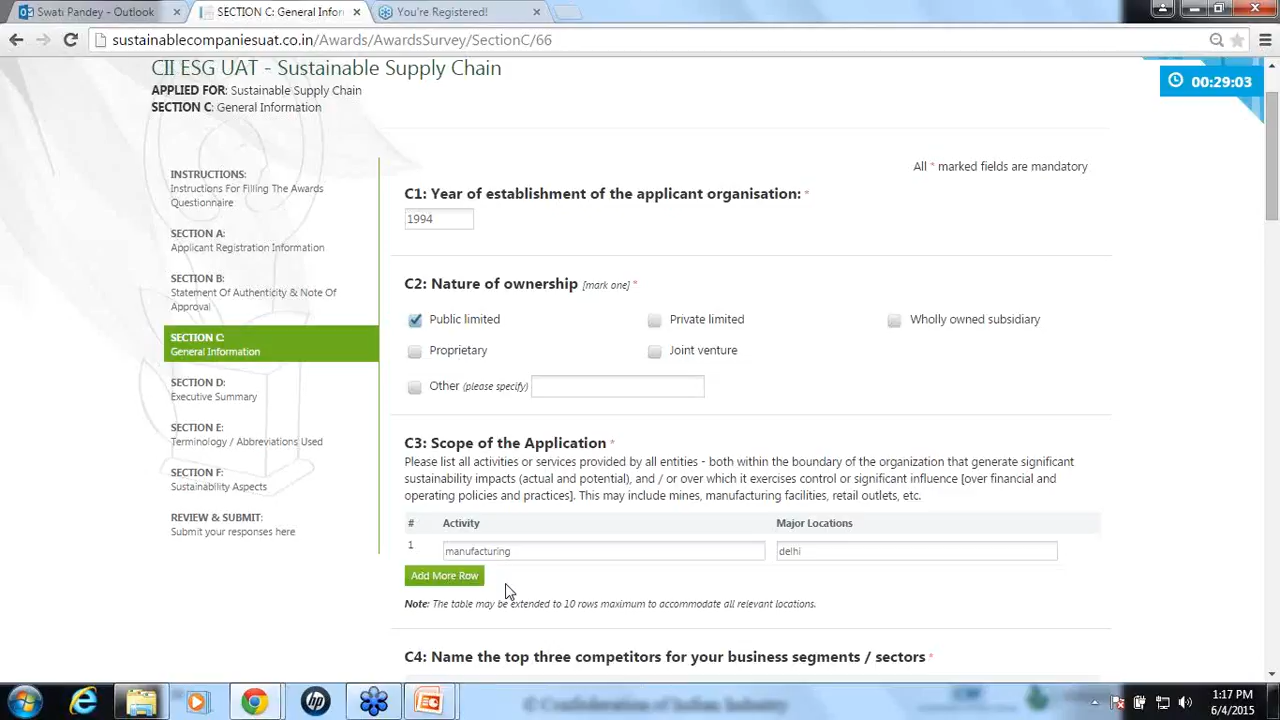 Swati Pandey - Outlook
SECTION C: General Infor
You're Registered!
sustainablecompaniesuat.co.in/Awards/AwardsSurvey/SectionC/66
CII ESG UAT - Sustainable Supply Chain
00:29:03
APPLIED FOR: Sustainable Supply Chain
SECTION C: General Information
All * marked fields are mandatory
INSTRUCTIONS:
Instructions For Filling The Awards
Questionnaire
SECTION A:
Applicant Registration Information
SECTION B:
Statement Of Authenticity & Note Of
Approval
SECTION C:
General Information
SECTION D:
Executive Summary
SECTION E:
Terminology / Abbreviations Used
SECTION F:
Sustainability Aspects
REVIEW & SUBMIT:
Submit your responses here
C1: Year of establishment of the applicant organisation: *
1994
C2: Nature of ownership [mark one] *
Public limited
Private limited
Wholly owned subsidiary
Proprietary
Joint venture
Other (please specify)
C3: Scope of the Application *
Please list all activities or services provided by all entities - both within the boundary of the organization that generate significant
sustainability impacts (actual and potential), and / or over which it exercises control or significant influence [over financial and
operating policies and practices]. This may include mines, manufacturing facilities, retail outlets, etc.
# Activity Major Locations
1 manufacturing delhi
Add More Row
Note: The table may be extended to 10 rows maximum to accommodate all relevant locations.
C4: Name the top three competitors for your business segments / sectors *
© Confederation of Indian Industry
1:17 PM
6/4/2015